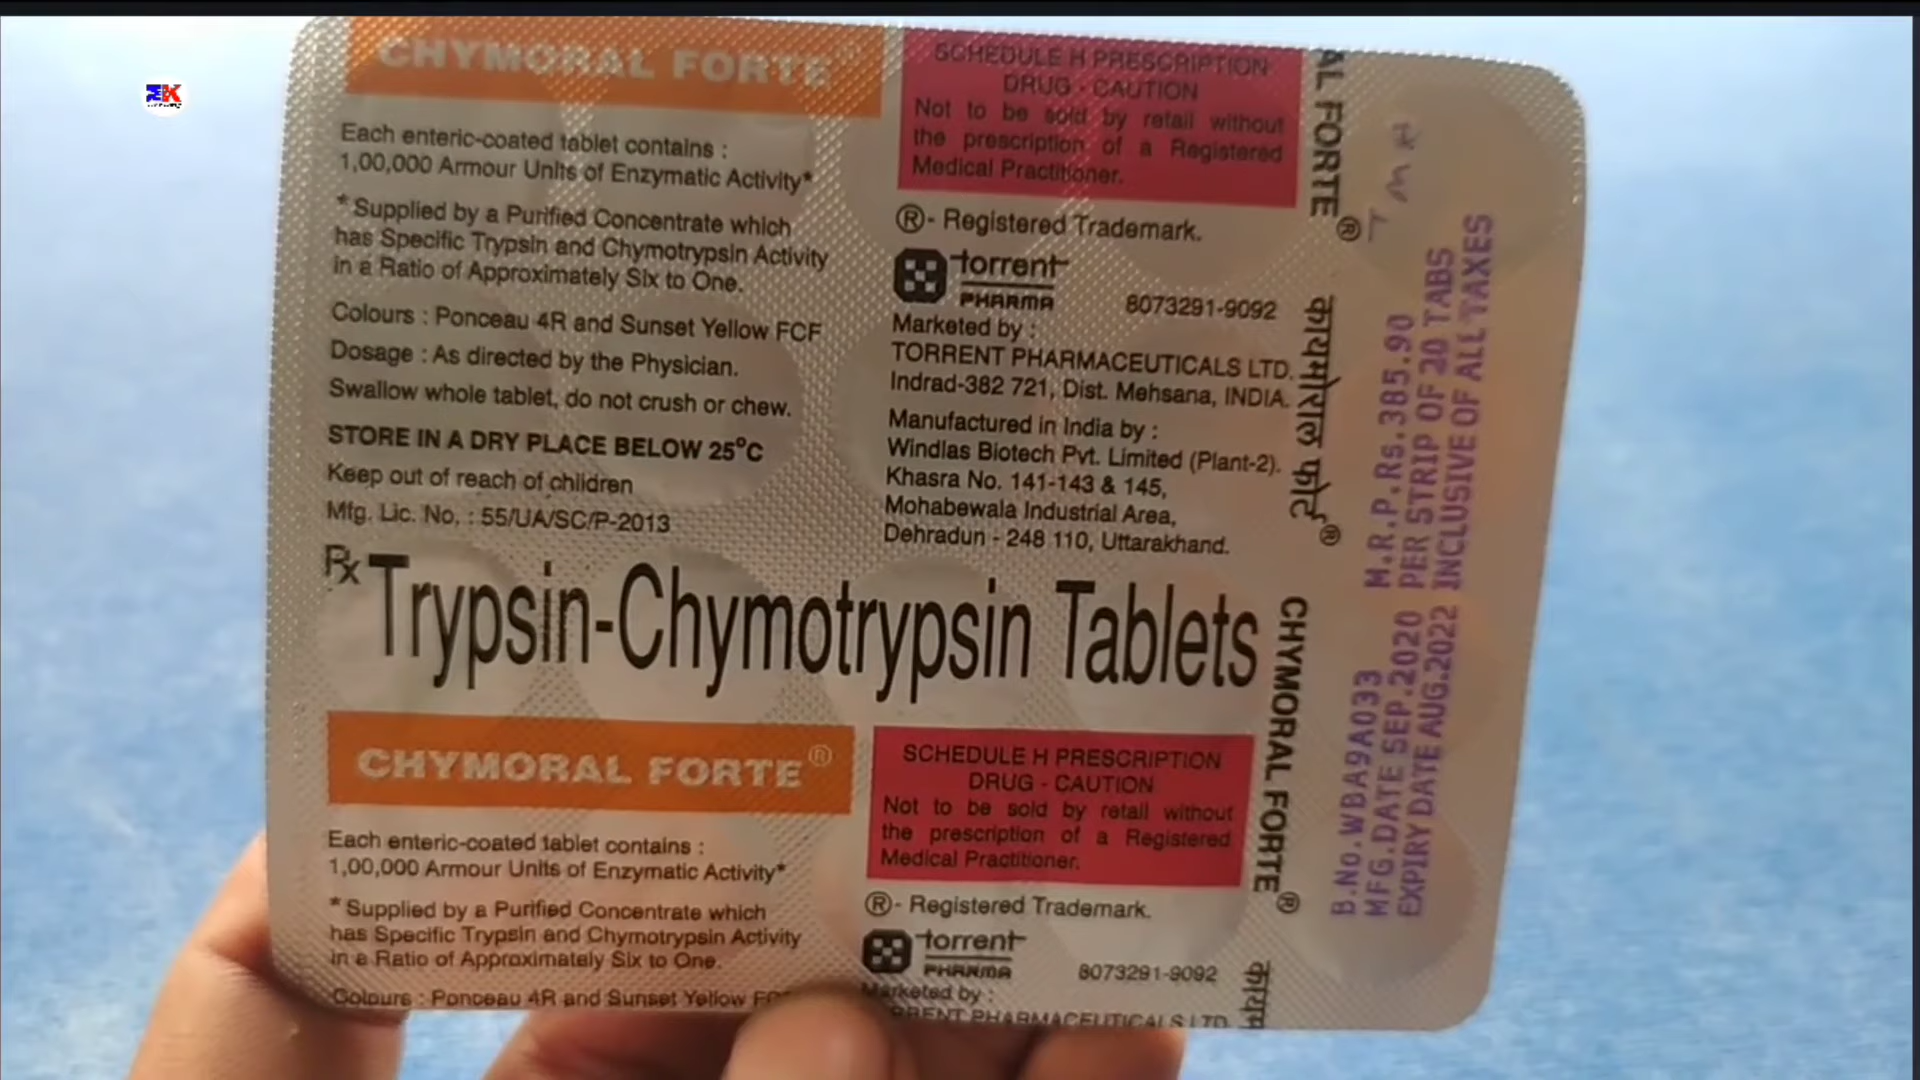 CHYMORAL FORTE®
Each enteric-coated tablet contains :
1,00,000 Armour Units of Enzymatic Activity*
* Supplied by a Purified Concentrate which
has Specific Trypsin and Chymotrypsin Activity
in a Ratio of Approximately Six to One.
Colours : Ponceau 4R and Sunset Yellow FCF
Dosage : As directed by the Physician.
Swallow whole tablet, do not crush or chew.
STORE IN A DRY PLACE BELOW 25°C
Keep out of reach of children
Mfg. Lic. No. : 55/UA/SC/P-2013
SCHEDULE H PRESCRIPTION
DRUG - CAUTION
Not to be sold by retail without
the prescription of a Registered
Medical Practitioner.
®- Registered Trademark.
torrent
PHARMA
8073291-9092
Marketed by :
TORRENT PHARMACEUTICALS LTD.
Indrad-382 721, Dist. Mehsana, INDIA.
Manufactured in India by :
Windlas Biotech Pvt. Limited (Plant-2).
Khasra No. 141-143 & 145,
Mohabewala Industrial Area,
Dehradun - 248 110, Uttarakhand.
Rx Trypsin-Chymotrypsin Tablets
CHYMORAL FORTE®
Each enteric-coated tablet contains :
1,00,000 Armour Units of Enzymatic Activity*
* Supplied by a Purified Concentrate which
has Specific Trypsin and Chymotrypsin Activity
in a Ratio of Approximately Six to One.
Colours : Ponceau 4R and Sunset Yellow
SCHEDULE H PRESCRIPTION
DRUG - CAUTION
Not to be sold by retail without
the prescription of a Registered
Medical Practitioner.
®- Registered Trademark.
torrent
PHARMA
8073291-9092
Marketed by :
PHARMACEUTICALS LTD.
AL FORTE®
कायमोराल फोर्ट®
CHYMORAL FORTE®
B.No.WBA9A033 M.R.P.Rs.385.90
MFG.DATE SEP.2020 PER STRIP OF 20 TABS
EXPIRY DATE AUG.2022 INCLUSIVE OF ALL TAXES